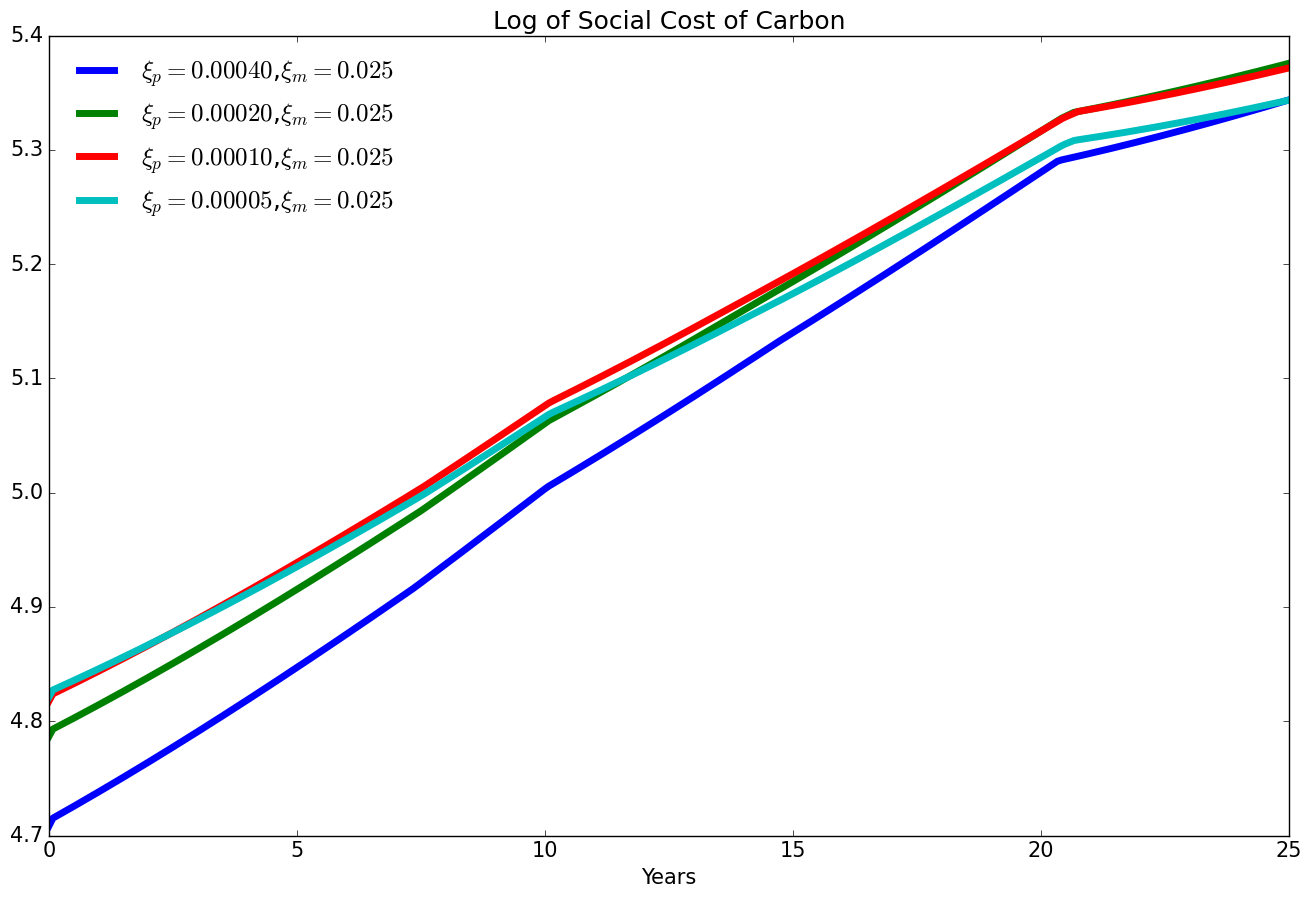 Log of Social Cost of Carbon
5.4
5.3
5.2
5.1
5.0
4.9
4.8
4.7
ξp = 0.00040,ξm = 0.025
ξp = 0.00020,ξm = 0.025
ξp = 0.00010,ξm = 0.025
ξp = 0.00005,ξm = 0.025
0 5 10 15 20 25
Years